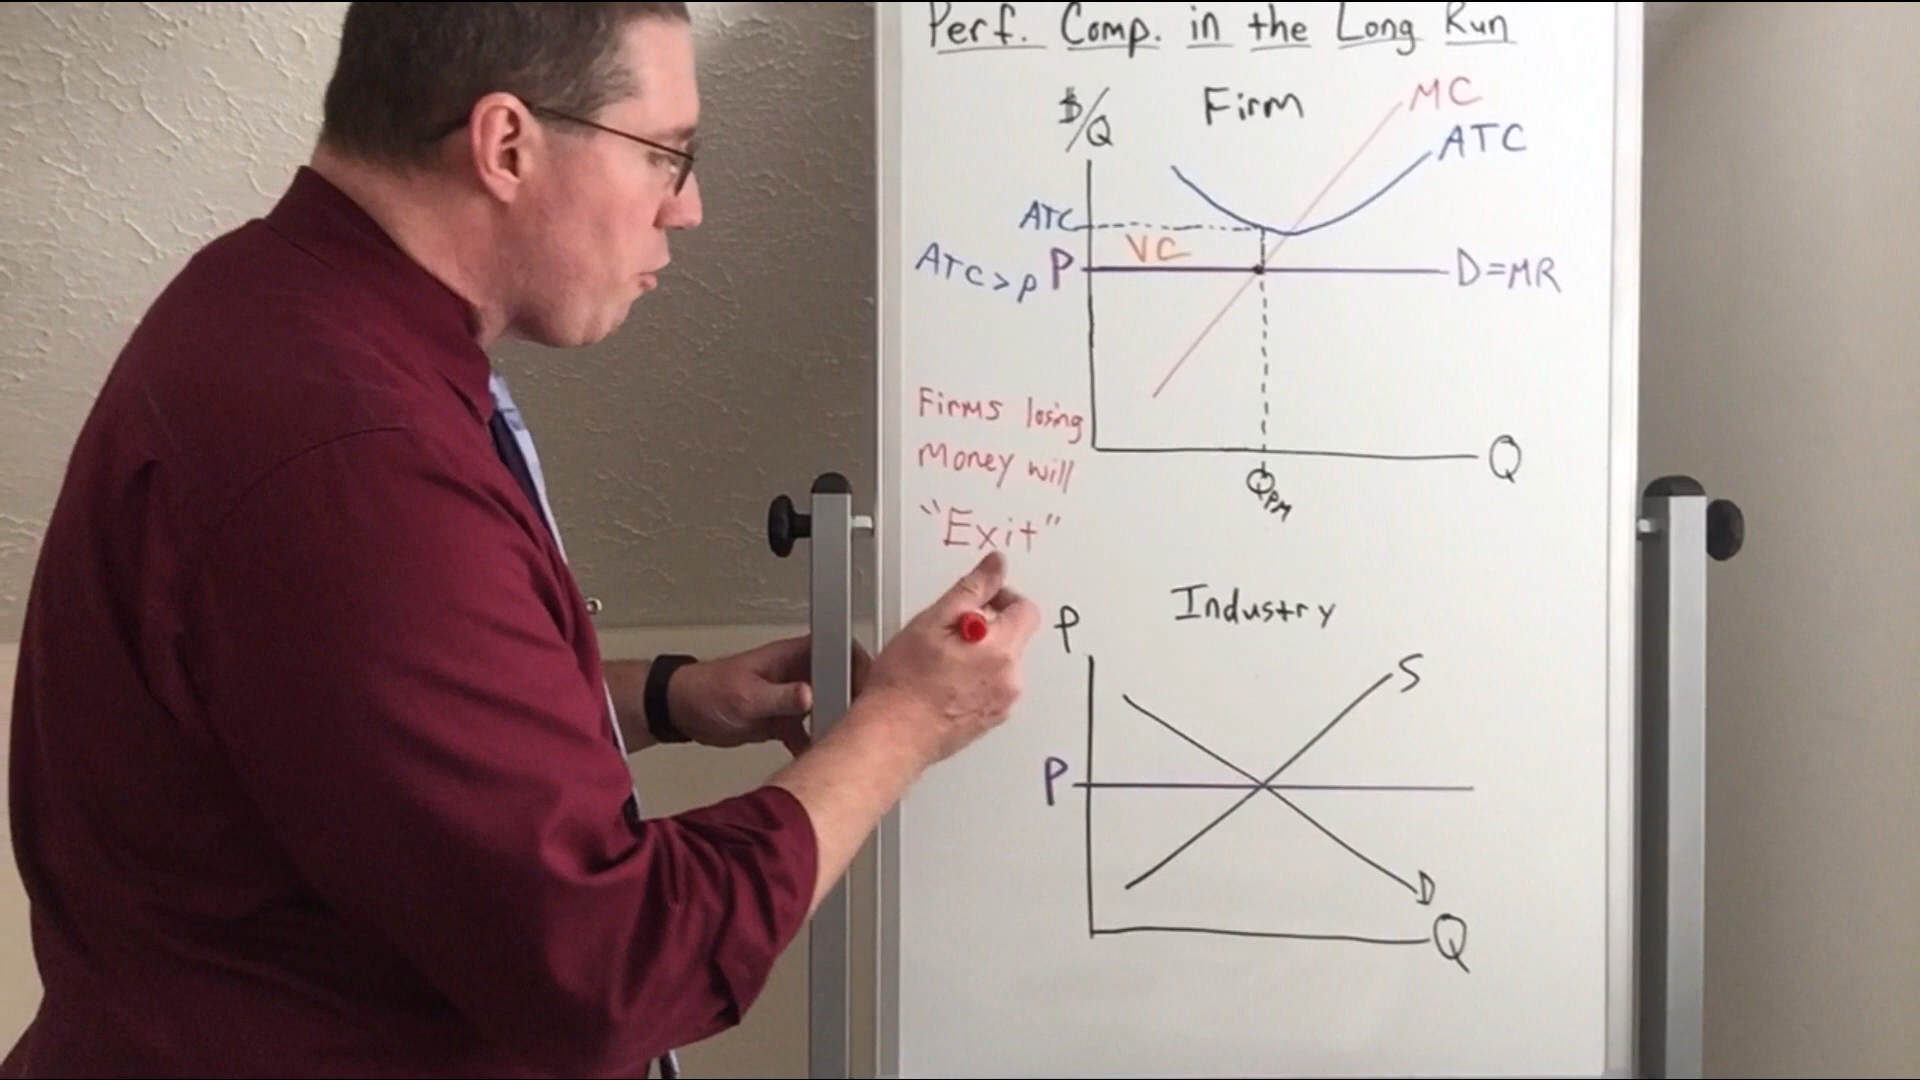 Perf. Comp. in the Long Run
$/Q
Firm
MC
ATC
ATC
VC
ATC>P
P
D=MR
Firms losing
Money will
"Exit"
Q
QPM
Industry
P
S
P
D
Q